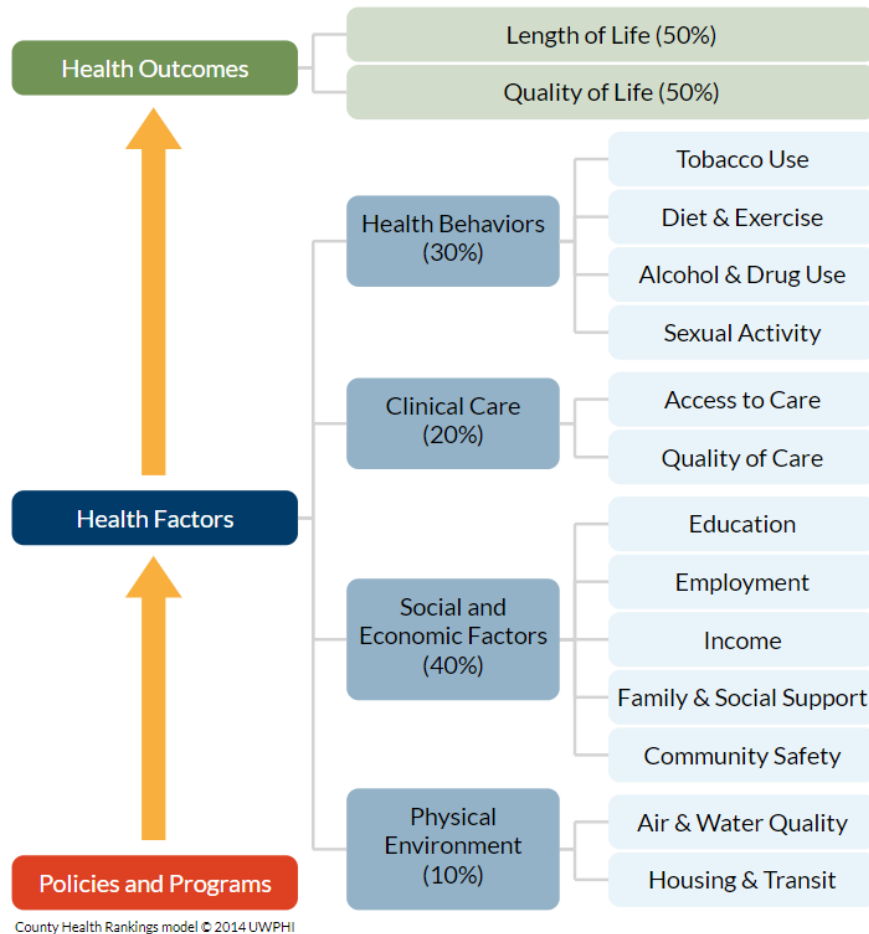 Health Outcomes
Length of Life (50%)
Quality of Life (50%)
Health Factors
Health Behaviors
(30%)
Tobacco Use
Diet & Exercise
Alcohol & Drug Use
Sexual Activity
Clinical Care
(20%)
Access to Care
Quality of Care
Social and
Economic Factors
(40%)
Education
Employment
Income
Family & Social Support
Community Safety
Physical
Environment
(10%)
Air & Water Quality
Housing & Transit
Policies and Programs
County Health Rankings model © 2014 UWPHI